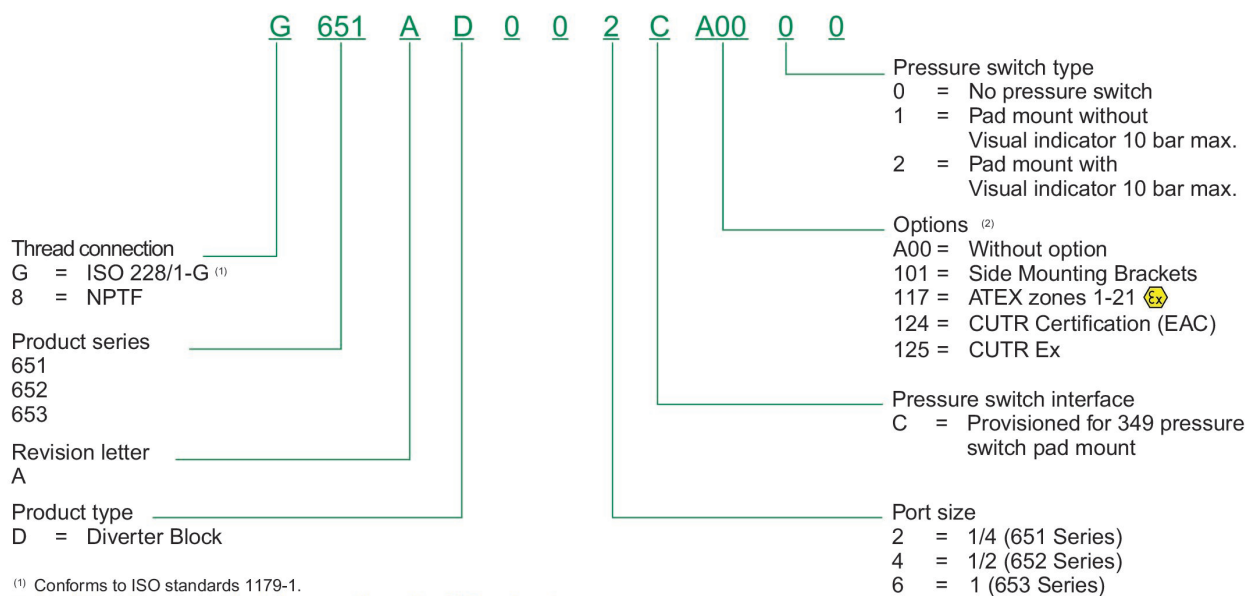 G 651 A D 0 0 2 C A00 0 0
Thread connection
G = ISO 228/1-G (1)
8 = NPTF
Product series
651
652
653
Revision letter
A
Product type
D = Diverter Block
(1) Conforms to ISO standards 1179-1.
Pressure switch type
0 = No pressure switch
1 = Pad mount without
Visual indicator 10 bar max.
2 = Pad mount with
Visual indicator 10 bar max.
Options (2)
A00 = Without option
101 = Side Mounting Brackets
117 = ATEX zones 1-21 Ex
124 = CUTR Certification (EAC)
125 = CUTR Ex
Pressure switch interface
C = Provisioned for 349 pressure
switch pad mount
Port size
2 = 1/4 (651 Series)
4 = 1/2 (652 Series)
6 = 1 (653 Series)